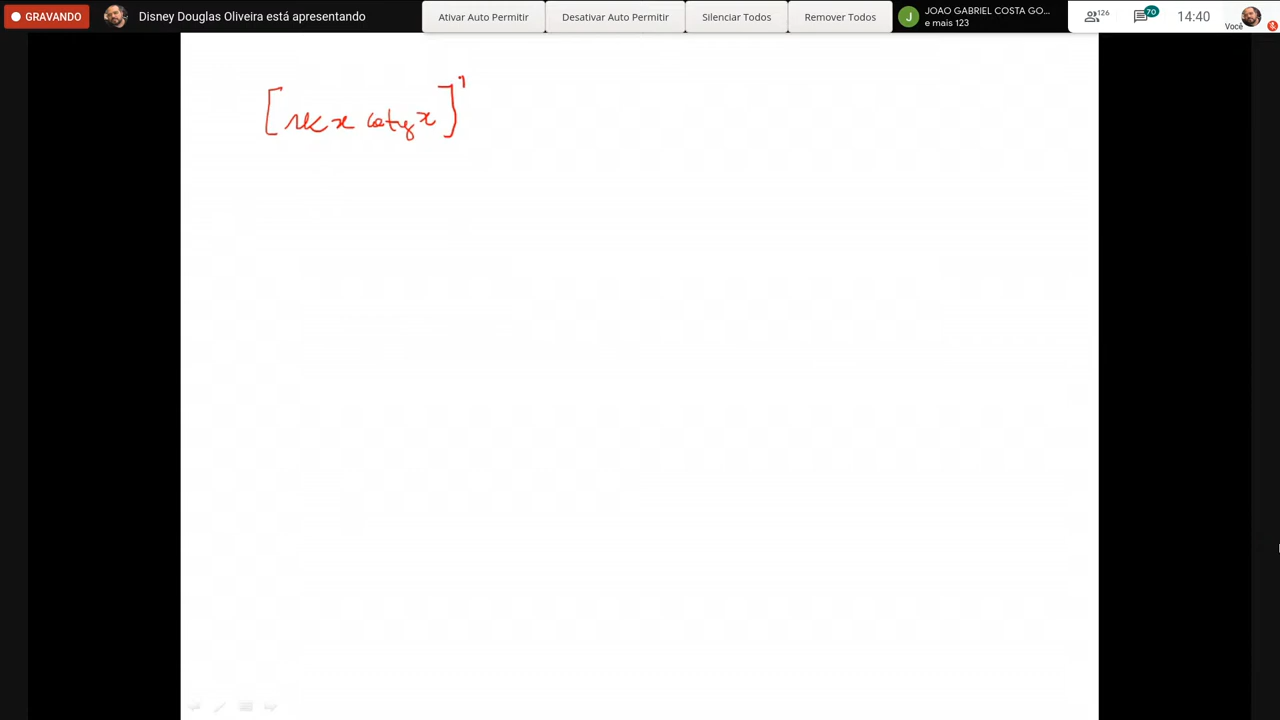 GRAVANDO
Disney Douglas Oliveira está apresentando
Ativar Auto Permitir
Desativar Auto Permitir
Silenciar Todos
Remover Todos
J
JOAO GABRIEL COSTA GO...
e mais 123
126
70
14:40
Você
[sec x cotg x]'